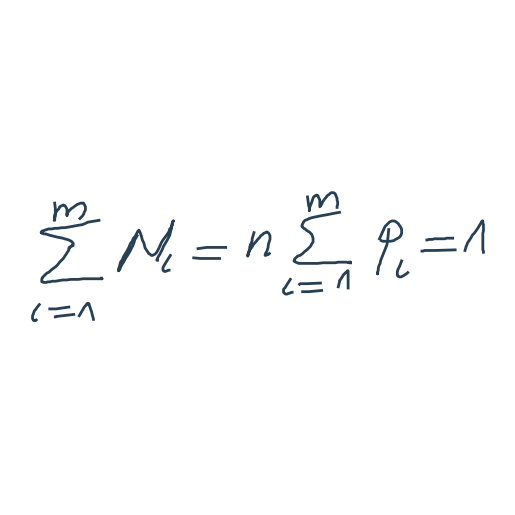 \sum_{i=1}^{m} N_i = n \sum_{i=1}^{m} p_i = 1